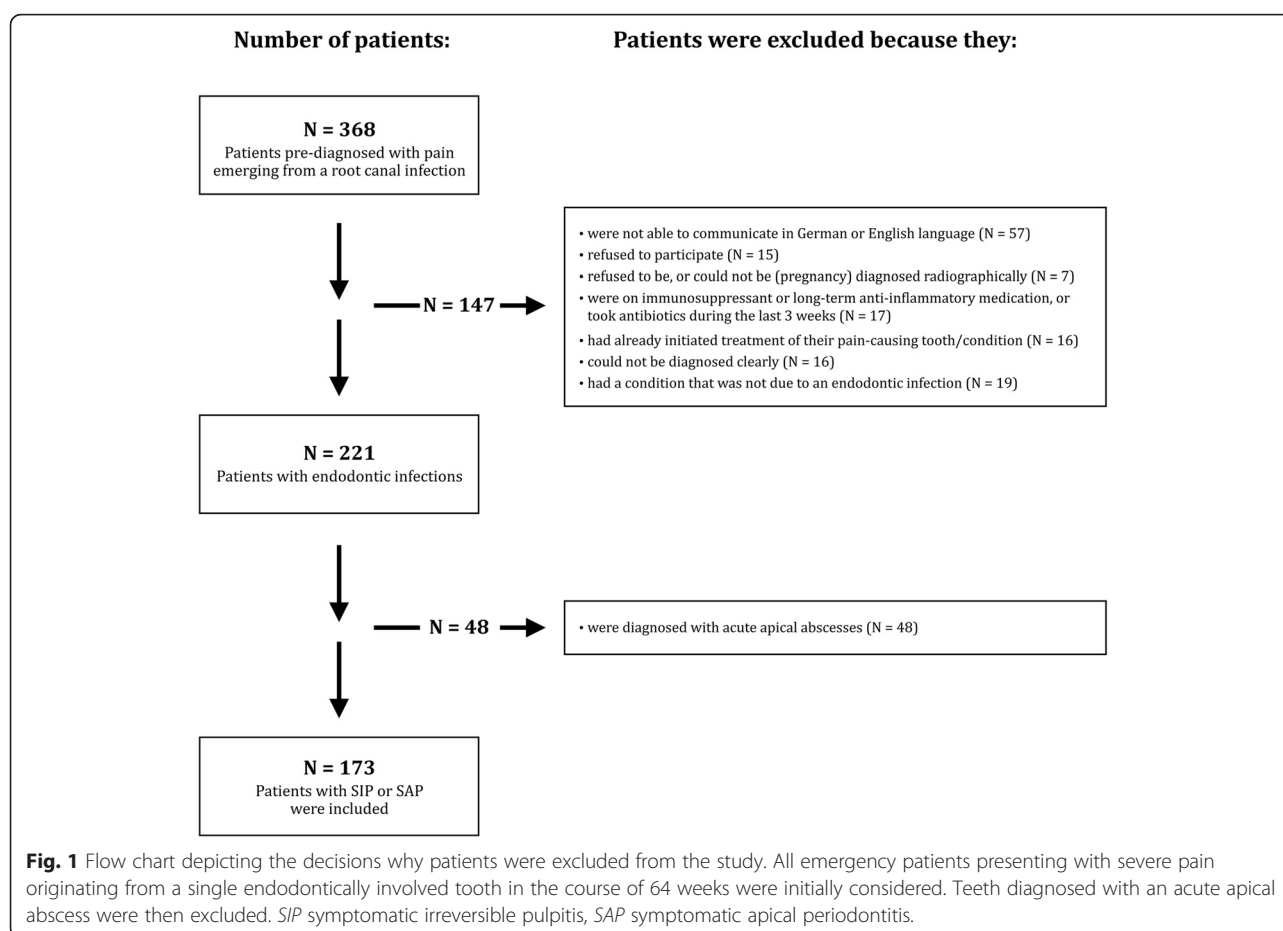 Number of patients:
Patients were excluded because they:
N = 368
Patients pre-diagnosed with pain
emerging from a root canal infection
• were not able to communicate in German or English language (N = 57)
• refused to participate (N = 15)
• refused to be, or could not be (pregnancy) diagnosed radiographically (N = 7)
• were on immunosuppressant or long-term anti-inflammatory medication, or
took antibiotics during the last 3 weeks (N = 17)
• had already initiated treatment of their pain-causing tooth/condition (N = 16)
• could not be diagnosed clearly (N = 16)
• had a condition that was not due to an endodontic infection (N = 19)
N = 147
N = 221
Patients with endodontic infections
N = 48
• were diagnosed with acute apical abscesses (N = 48)
N = 173
Patients with SIP or SAP
were included
Fig. 1 Flow chart depicting the decisions why patients were excluded from the study. All emergency patients presenting with severe pain
originating from a single endodontically involved tooth in the course of 64 weeks were initially considered. Teeth diagnosed with an acute apical
abscess were then excluded. SIP symptomatic irreversible pulpitis, SAP symptomatic apical periodontitis.